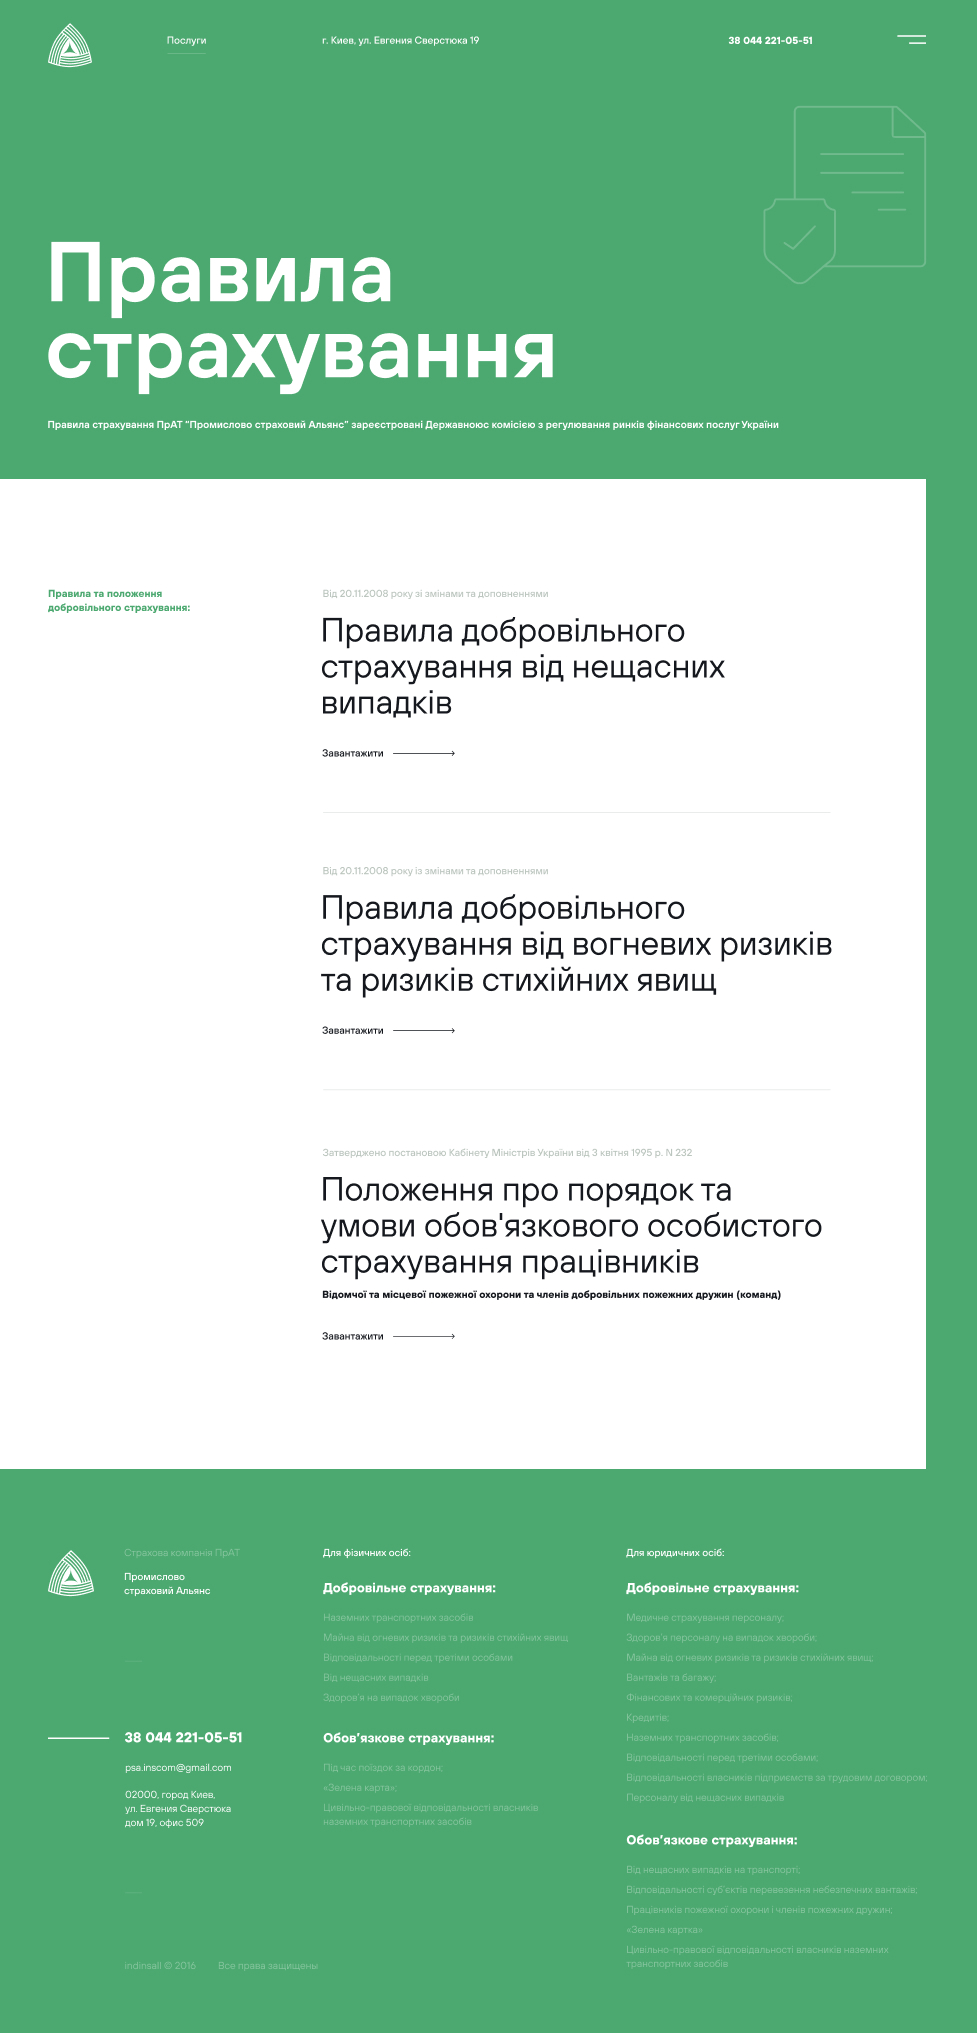 Послуги
г. Киев, ул. Евгения Сверстюка 19
38 044 221-05-51
Правила
страхування
Правила страхування ПрАТ "Промислово страховий Альянс" зареєстровані Державноюс комісією з регулювання ринків фінансових послуг України
Правила та положення
добровільного страхування:
Від 20.11.2008 року зі змінами та доповненнями
Правила добровільного
страхування від нещасних
випадків
Завантажити
Від 20.11.2008 року із змінами та доповненнями
Правила добровільного
страхування від вогневих ризиків
та ризиків стихійних явищ
Завантажити
Затверджено постановою Кабінету Міністрів України від 3 квітня 1995 р. N 232
Положення про порядок та
умови обов'язкового особистого
страхування працівників
Відомчої та місцевої пожежної охорони та членів добровільних пожежних дружин (команд)
Завантажити
Страхова компанія ПрАТ
Промислово
страховий Альянс
38 044 221-05-51
psa.inscom@gmail.com
02000, город Киев,
ул. Евгения Сверстюка
дом 19, офис 509
indinsall © 2016
Все права защищены
Для фізичних осіб:
Добровільне страхування:
Наземних транспортних засобів
Майна від огневих ризиків та ризиків стихійних явищ
Відповідальності перед третіми особами
Від нещасних випадків
Здоров'я на випадок хвороби
Обов'язкове страхування:
Під час поїздок за кордон;
«Зелена карта»;
Цивільно-правової відповідальності власників
наземних транспортних засобів
Для юридичних осіб:
Добровільне страхування:
Медичне страхування персоналу;
Здоров'я персоналу на випадок хвороби;
Майна від огневих ризиків та ризиків стихійних явищ;
Вантажів та багажу;
Фінансових та комерційних ризиків;
Кредитів;
Наземних транспортних засобів;
Відповідальності перед третіми особами;
Відповідальності власників підприємств за трудовим договором;
Персоналу від нещасних випадків
Обов'язкове страхування:
Від нещасних випадків на транспорті;
Відповідальності суб'єктів перевезення небезпечних вантажів;
Працівників пожежної охорони і членів пожежних дружин;
«Зелена картка»
Цивільно-правової відповідальності власників наземних
транспортних засобів